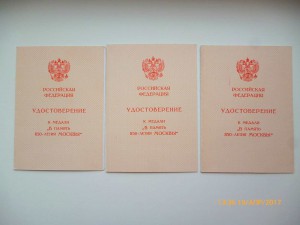 РОССИЙСКАЯ
ФЕДЕРАЦИЯ
УДОСТОВЕРЕНИЕ
К МЕДАЛИ
„В ПАМЯТЬ
850-ЛЕТИЯ МОСКВЫ"
РОССИЙСКАЯ
ФЕДЕРАЦИЯ
УДОСТОВЕРЕНИЕ
К МЕДАЛИ
„В ПАМЯТЬ
850-ЛЕТИЯ МОСКВЫ"
РОССИЙСКАЯ
ФЕДЕРАЦИЯ
УДОСТОВЕРЕНИЕ
К МЕДАЛИ
„В ПАМЯТЬ
850-ЛЕТИЯ МОСКВЫ"